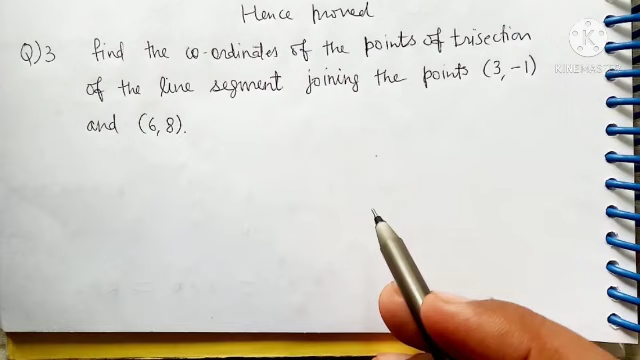 Hence proved
Q)3 find the co-ordinates of the points of trisection
of the line segment joining the points (3,-1)
and (6,8).
KINEMASTER